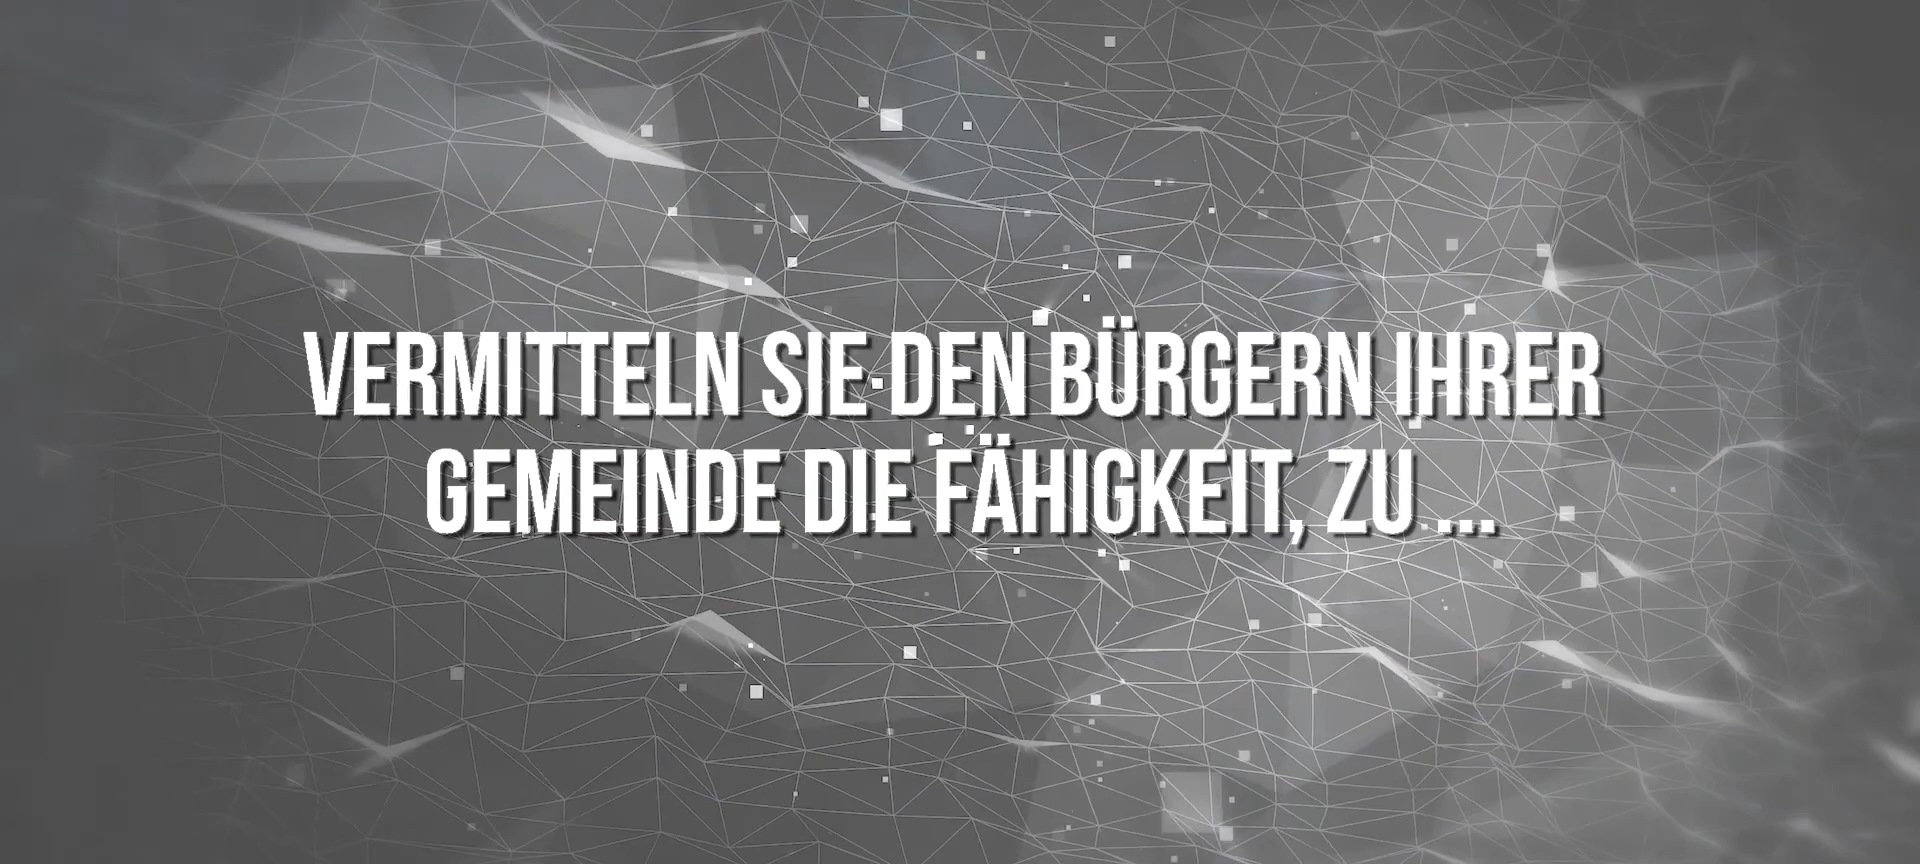 VERMITTELN SIE DEN BÜRGERN IHRER
GEMEINDE DIE FÄHIGKEIT, ZU ...